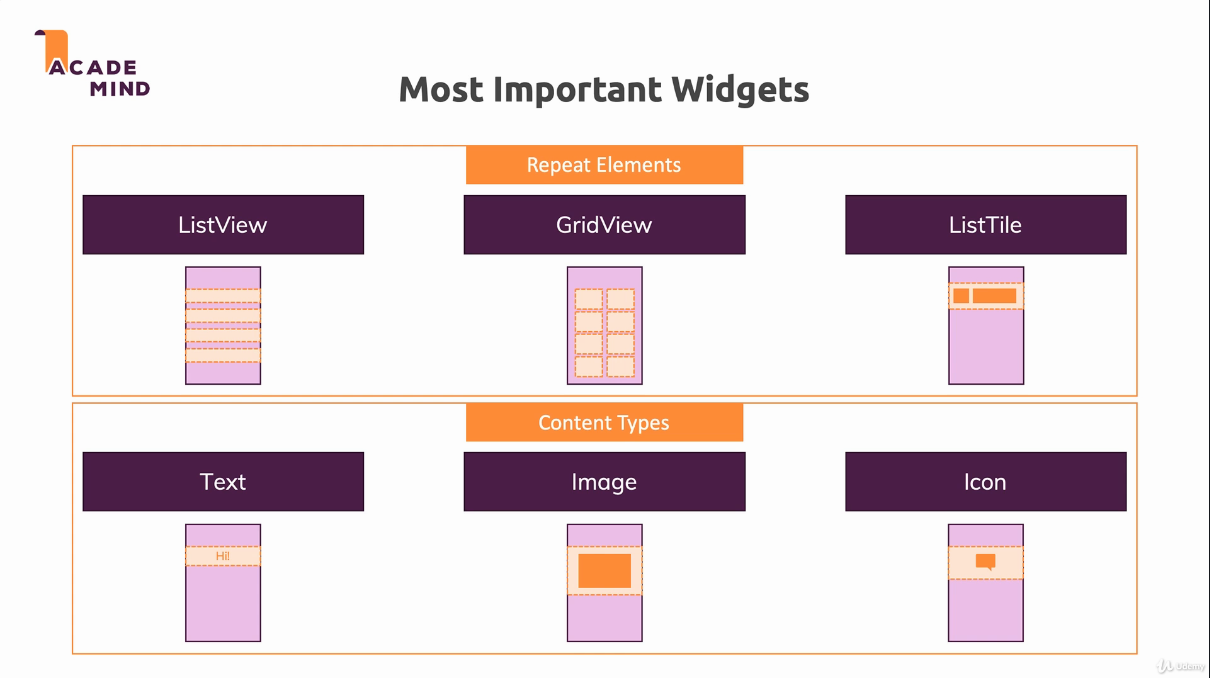 ACADE
MIND
Most Important Widgets
Repeat Elements
ListView
GridView
ListTile
Content Types
Text
Image
Icon
Hi!
Udemy